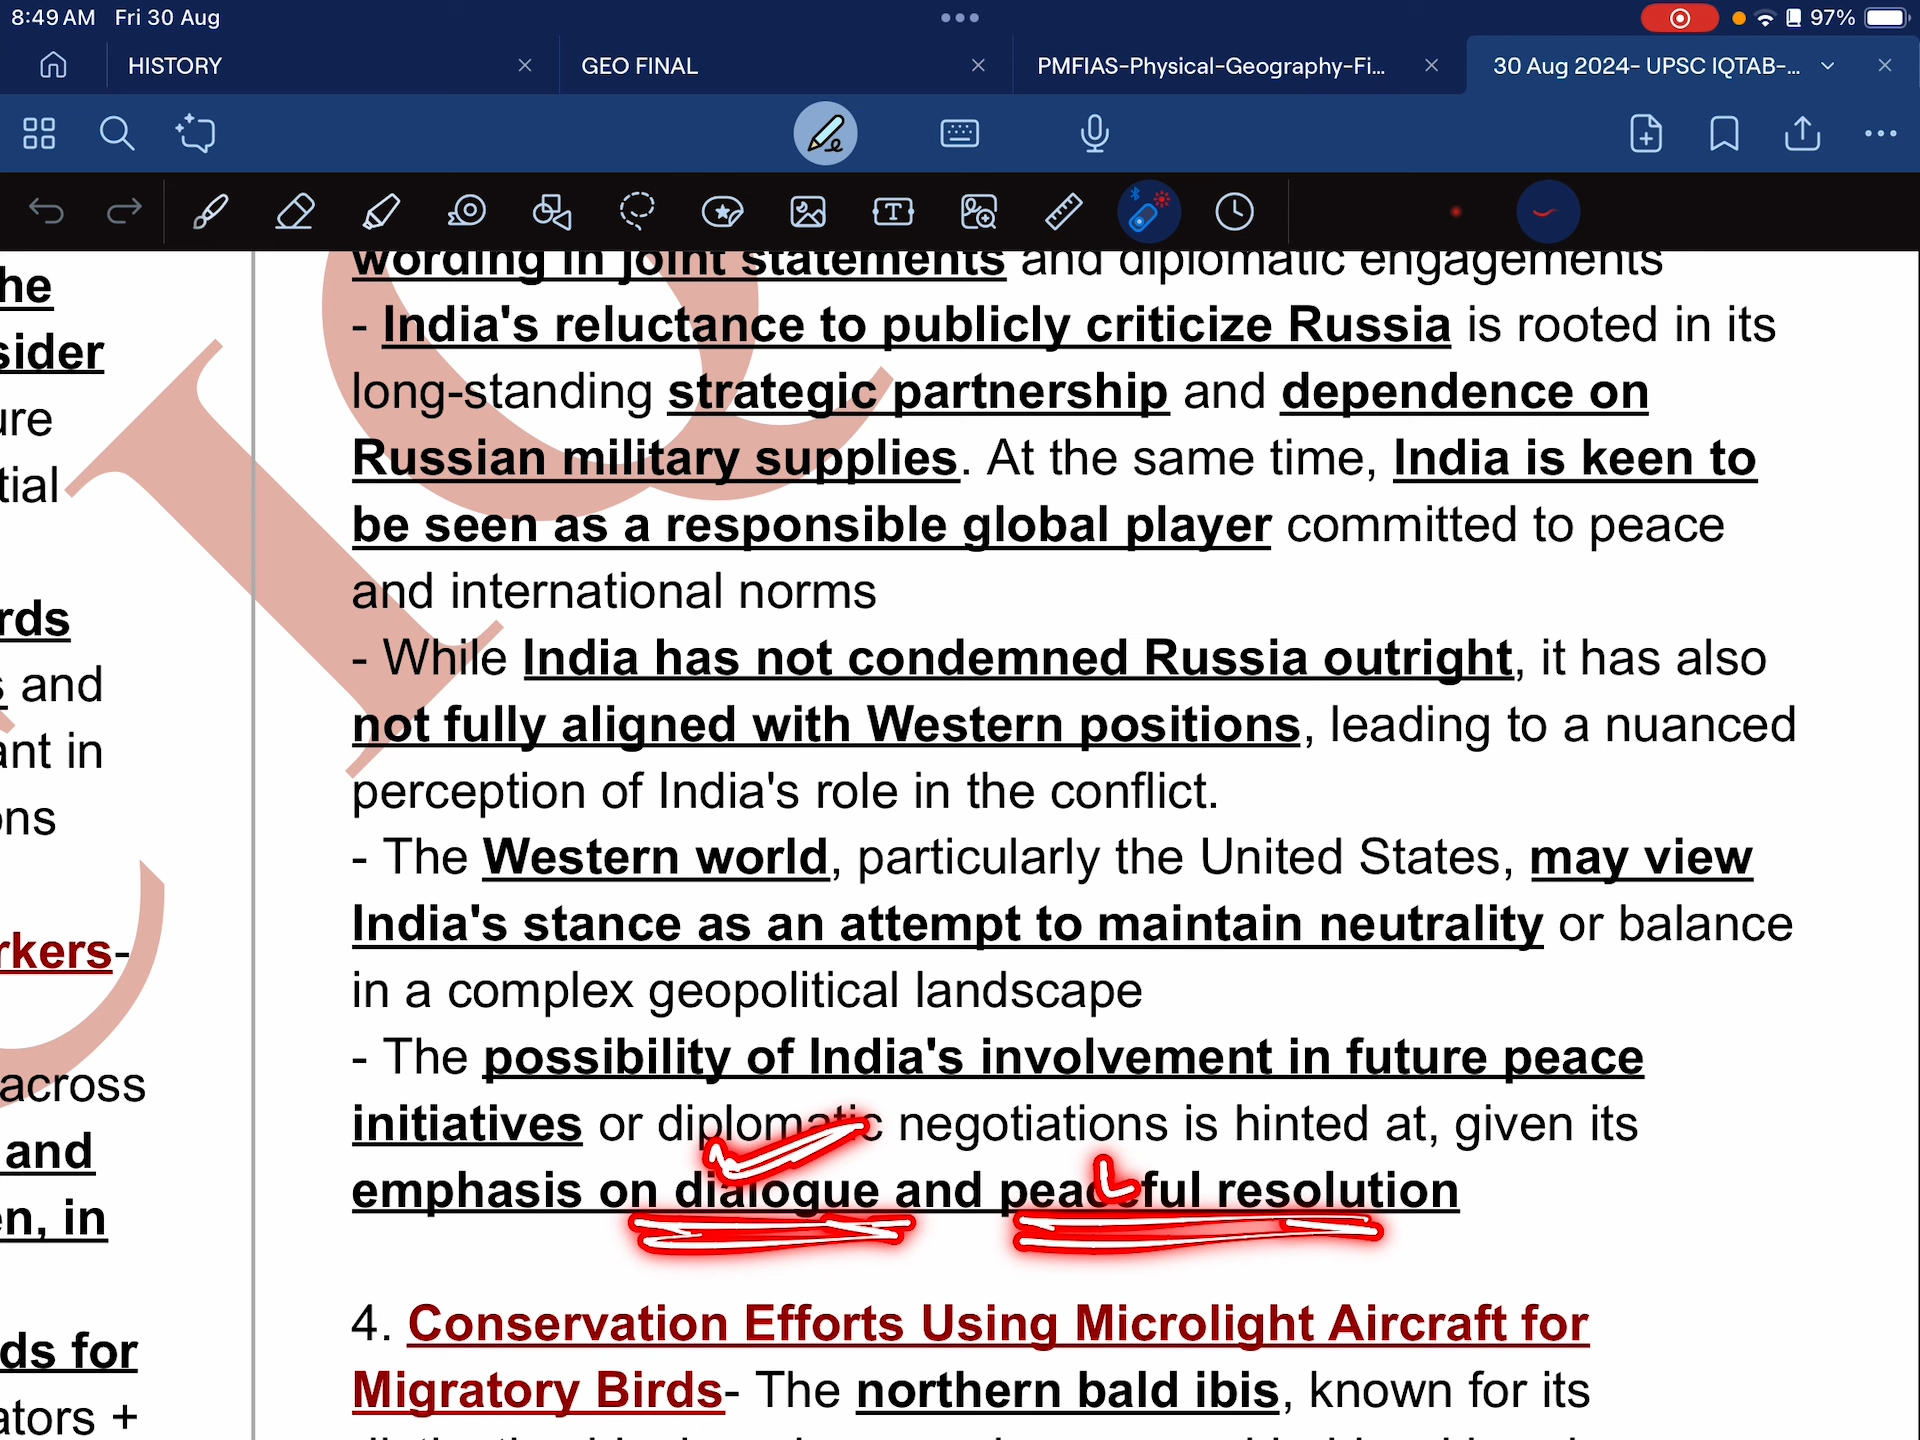 8:49 AM Fri 30 Aug
97%
HISTORY
GEO FINAL
PMFIAS-Physical-Geography-Fi...
30 Aug 2024- UPSC IQTAB-...
he
sider
ure
tial
rds
and
ant in
ons
rkers-
across
and
en, in
ds for
ators +
wording in joint statements and diplomatic engagements
- India's reluctance to publicly criticize Russia is rooted in its
long-standing strategic partnership and dependence on
Russian military supplies. At the same time, India is keen to
be seen as a responsible global player committed to peace
and international norms
- While India has not condemned Russia outright, it has also
not fully aligned with Western positions, leading to a nuanced
perception of India's role in the conflict.
- The Western world, particularly the United States, may view
India's stance as an attempt to maintain neutrality or balance
in a complex geopolitical landscape
- The possibility of India's involvement in future peace
initiatives or diplomatic negotiations is hinted at, given its
emphasis on dialogue and peaceful resolution
4. Conservation Efforts Using Microlight Aircraft for
Migratory Birds- The northern bald ibis, known for its